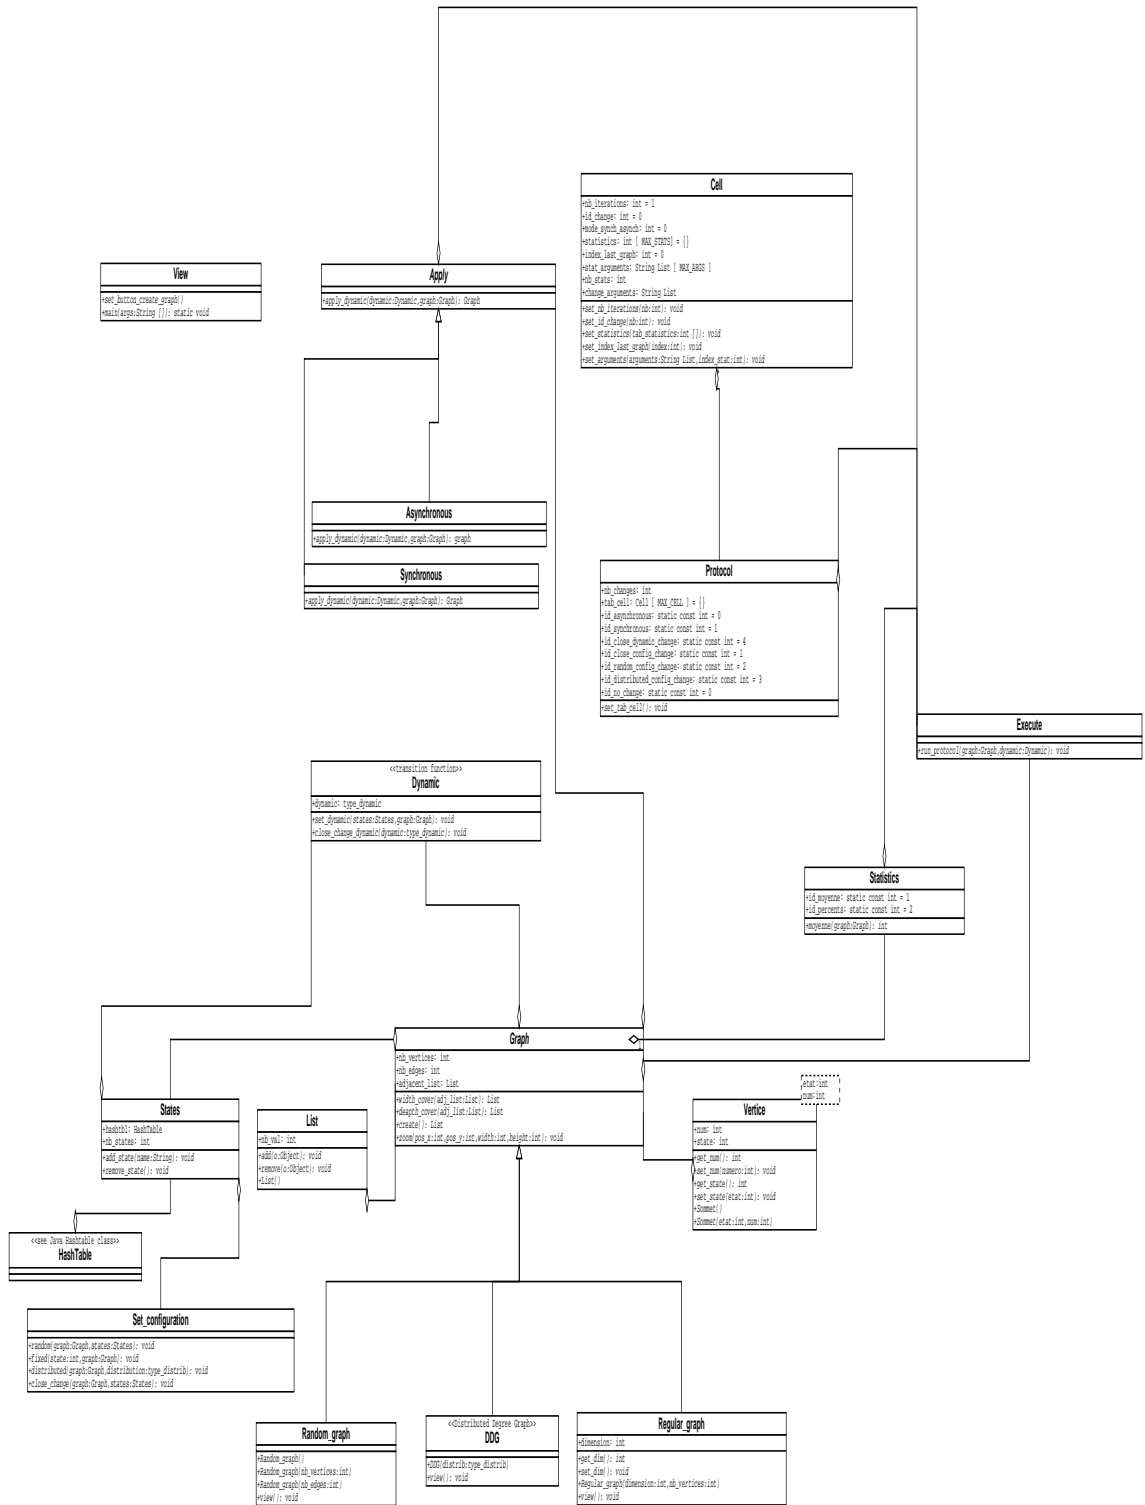 Cell
+nb_iterations: int = 1
+id_change: int = 0
+mode_synch_asynch: int = 0
+statistics: int [ MAX_STATS] = {}
+index_last_graph: int = 0
+stat_arguments: String List [ MAX_ARGS ]
+nb_stats: int
+change_arguments: String List
+set_nb_iterations(nb:int): void
+set_id_change(nb:int): void
+set_statistics(tab_statistics:int []): void
+set_index_last_graph(index:int): void
+set_arguments(arguments:String List,index_stat:int): void
View
+set_button_create_graph()
+main(args:String []): static void
Apply
+apply_dynamic(dynamic:Dynamic,graph:Graph): Graph
Asynchronous
+apply_dynamic(dynamic:Dynamic,graph:Graph): graph
Synchronous
+apply_dynamic(dynamic:Dynamic,graph:Graph): Graph
Protocol
+nb_changes: int
+tab_cell: Cell [ MAX_CELL ] = {}
+id_asynchronous: static const int = 0
+id_synchronous: static const int = 1
+id_close_dynamic_change: static const int = 4
+id_close_config_change: static const int = 1
+id_random_config_change: static const int = 2
+id_distributed_config_change: static const int = 3
+id_no_change: static const int = 0
+set_tab_cell(): void
Execute
+run_protocol(graph:Graph,dynamic:Dynamic): void
<<transition function>>
Dynamic
+dynamic: type_dynamic
+set_dynamic(states:States,graph:Graph): void
+close_change_dynamic(dynamic:type_dynamic): void
Statistics
+id_moyenne: static const int = 1
+id_percents: static const int = 2
+moyenne(graph:Graph): int
Graph
+nb_vertices: int
+nb_edges: int
+adjacent_list: List
+width_cover(adj_list:List): List
+deapth_cover(adj_list:List): List
+create(): List
+zoom(pos_x:int,pos_y:int,width:int,height:int): void
States
+hashtbl: HashTable
+nb_states: int
+add_state(name:String): void
+remove_state(): void
List
+nb_val: int
+add(o:Object): void
+remove(o:Object): void
+List()
etat:int
num:int
Vertice
+num: int
+state: int
+get_num(): int
+set_num(numero:int): void
+get_state(): int
+set_state(etat:int): void
+Sommet()
+Sommet(etat:int,num:int)
<<see Java Hashtable class>>
HashTable
Set_configuration
+random(graph:Graph,states:States): void
+fixed(state:int,graph:Graph): void
+distributed(graph:Graph,distribution:type_distrib): void
+close_change(graph:Graph,states:States): void
Random_graph
+Random_graph()
+Random_graph(nb_vertices:int)
+Random_graph(nb_edges:int)
+view(): void
<<Distributed Degree Graph>>
DDG
+DDG(distrib:type_distrib)
+view(): void
Regular_graph
+dimension: int
+get_dim(): int
+set_dim(): void
+Regular_graph(dimension:int,nb_vertices:int)
+view(): void